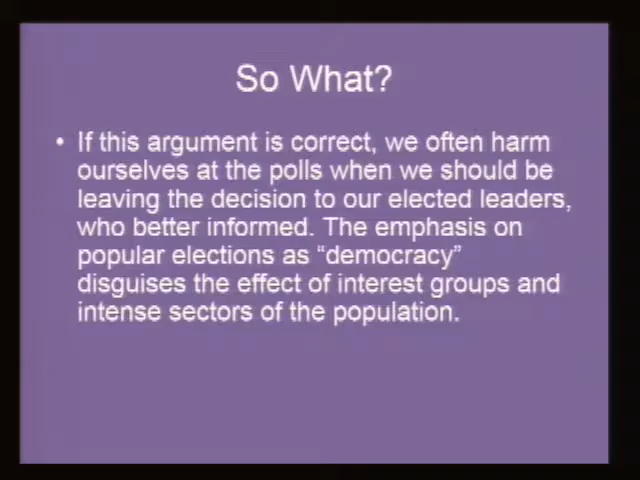 So What?
• If this argument is correct, we often harm
ourselves at the polls when we should be
leaving the decision to our elected leaders,
who better informed. The emphasis on
popular elections as “democracy”
disguises the effect of interest groups and
intense sectors of the population.